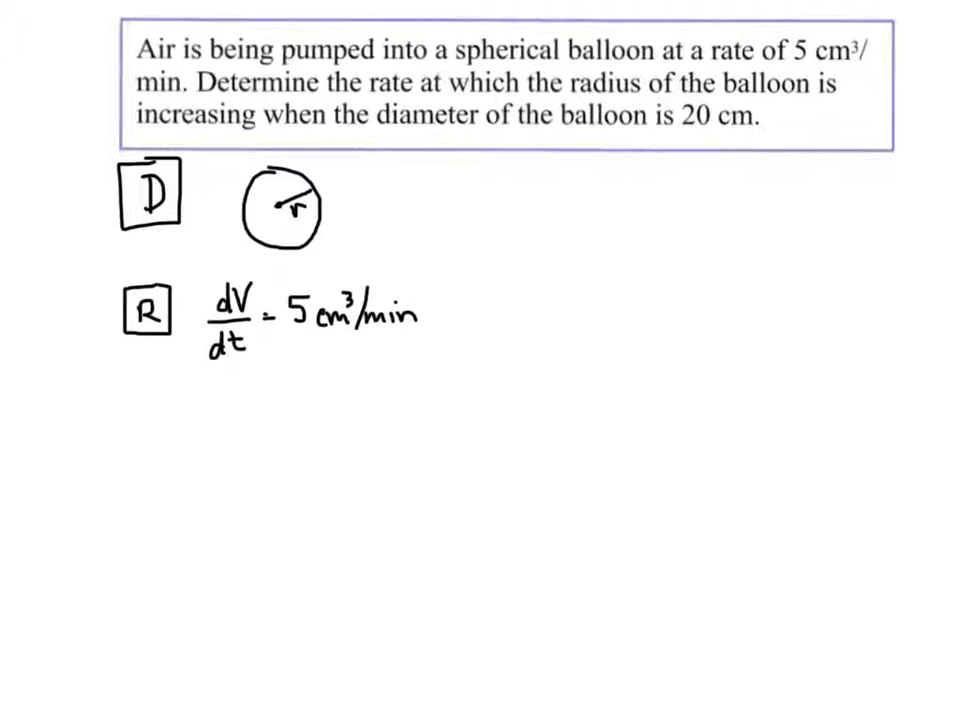 Air is being pumped into a spherical balloon at a rate of 5 cm³/
min. Determine the rate at which the radius of the balloon is
increasing when the diameter of the balloon is 20 cm.
D
r
R dV/dt = 5 cm³/min